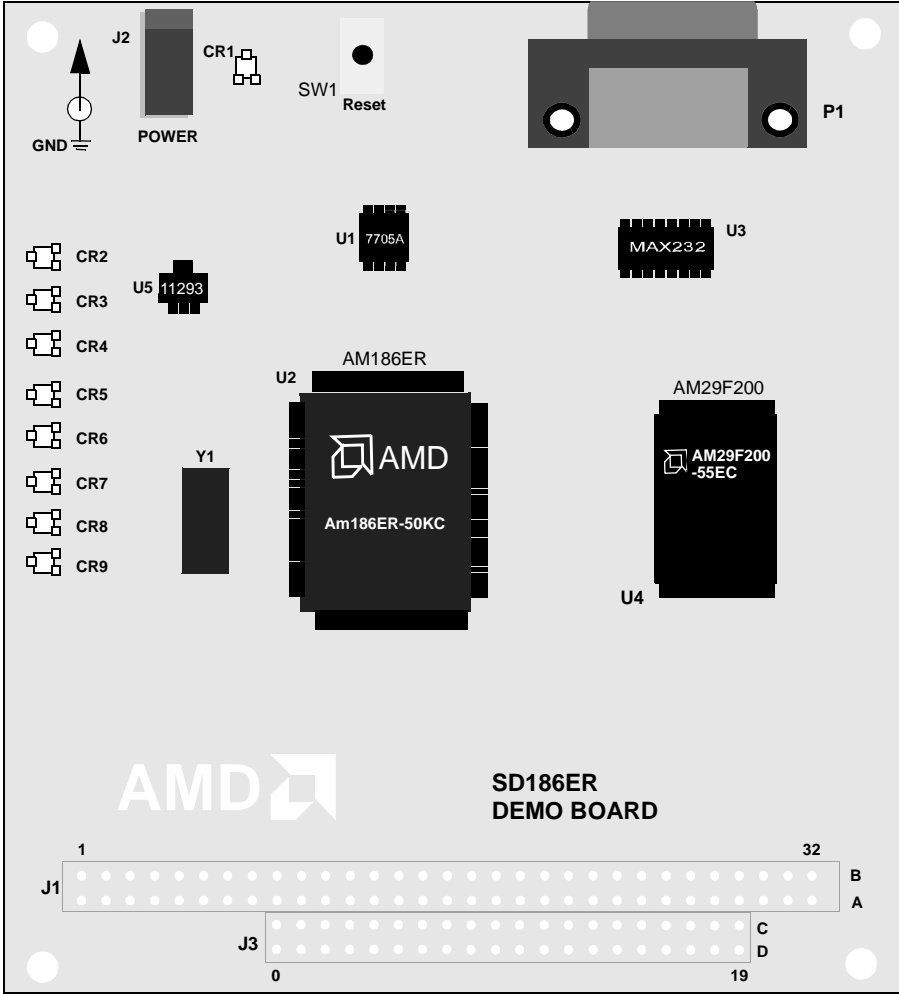 J2
CR1
SW1
Reset
P1
GND
POWER
U1
7705A
MAX232
U3
CR2
CR3
U5
11293
CR4
AM186ER
U2
CR5
AM29F200
CR6
AMD
Y1
AM29F200
-55EC
CR7
Am186ER-50KC
CR8
CR9
U4
AMD
SD186ER
DEMO BOARD
1
32
J1
B
A
J3
C
D
0
19